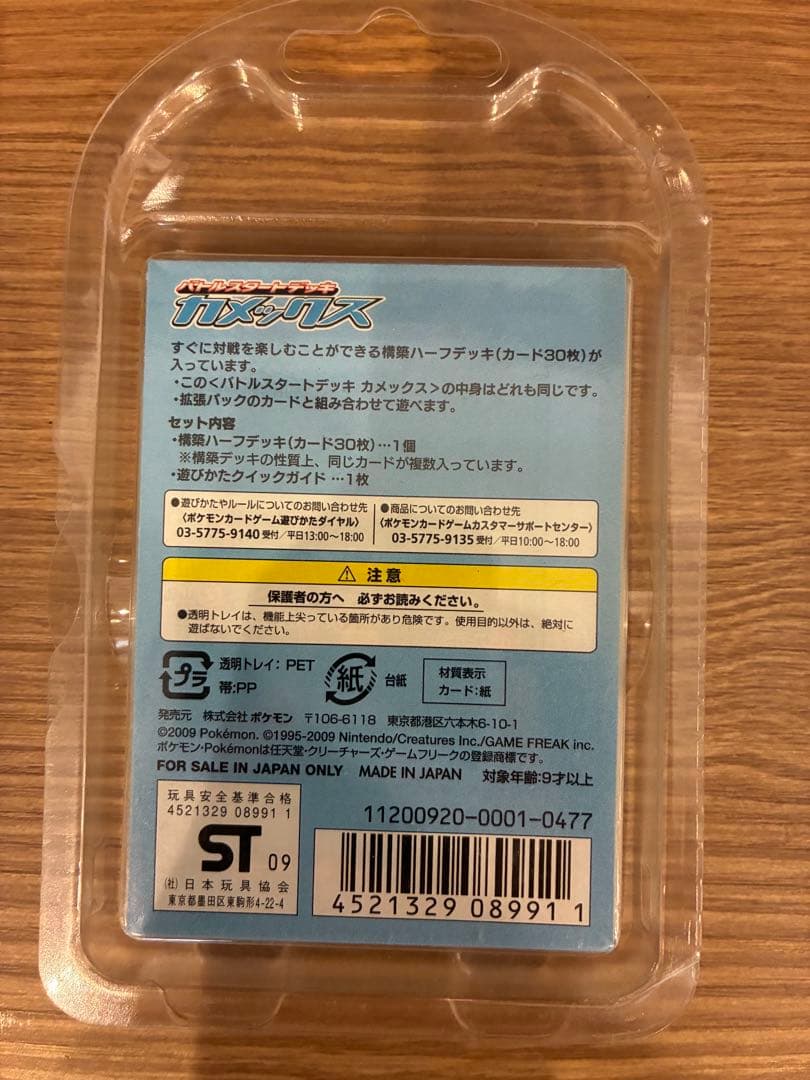 バトルスタートデッキ
カメックス
すぐに対戦を楽しむことができる構築ハーフデッキ(カード30枚)が
入っています。
・この<バトルスタートデッキ カメックス>の中身はどれも同じです。
・拡張パックのカードと組み合わせて遊べます。
セット内容
・構築ハーフデッキ(カード30枚)…1個
※構築デッキの性質上、同じカードが複数入っています。
・遊びかたクイックガイド …1枚
●遊びかたやルールについてのお問い合わせ先
〈ポケモンカードゲーム遊びかたダイヤル〉
03-5775-9140 受付/平日13:00〜18:00
●商品についてのお問い合わせ先
〈ポケモンカードゲームカスタマーサポートセンター〉
03-5775-9135 受付/平日10:00〜18:00
⚠ 注意
保護者の方へ 必ずお読みください。
●透明トレイは、機能上尖っている箇所があり危険です。使用目的以外は、絶対に
遊ばないでください。
プラ
透明トレイ: PET
帯:PP
紙
台紙
材質表示
カード:紙
発売元 株式会社 ポケモン 〒106-6118 東京都港区六本木6-10-1
©2009 Pokémon. ©1995-2009 Nintendo/Creatures Inc./GAME FREAK inc.
ポケモン・Pokémonは任天堂・クリーチャーズ・ゲームフリークの登録商標です。
FOR SALE IN JAPAN ONLY MADE IN JAPAN 対象年齢:9才以上
玩具安全基準合格
4521329 08991 1
ST 09
(社)日本玩具協会
東京都墨田区東駒形4-22-4
11200920-0001-0477
4521329 08991 1